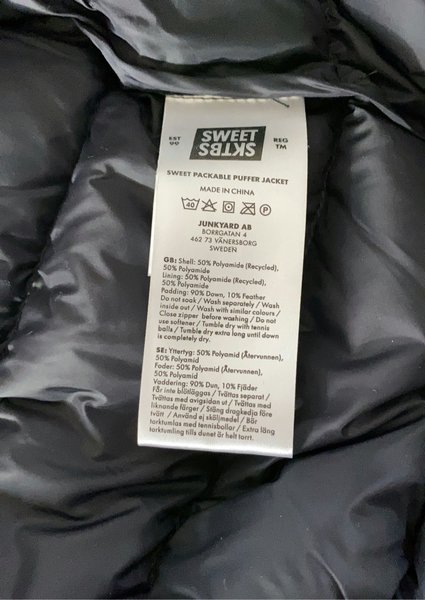 EST
99
SWEET
SKTBS
REG
TM
SWEET PACKABLE PUFFER JACKET
MADE IN CHINA
40
P
JUNKYARD AB
BORRGATAN 4
462 73 VÄNERSBORG
SWEDEN
GB: Shell: 50% Polyamide (Recycled),
50% Polyamide
Lining: 50% Polyamide (Recycled),
50% Polyamide
Padding: 90% Down, 10% Feather
Do not soak / Wash separately / Wash
inside out / Wash with similar colours /
Close zipper before washing / Do not
use softener / Tumble dry with tennis
balls / Tumble dry extra long until down
is completely dry.
SE: Yttertyg: 50% Polyamid (Återvunnen),
50% Polyamid
Foder: 50% Polyamid (Återvunnen),
50% Polyamid
Vaddering: 90% Dun, 10% Fjäder
Får inte blötläggas / Tvättas separat /
Tvättas med avigsidan ut / Tvättas med
liknande färger / Stäng dragkedja före
tvätt / Använd ej sköljmedel / Bör
torktumlas med tennisbollar / Extra lång
torktumling tills dunet är helt torrt.